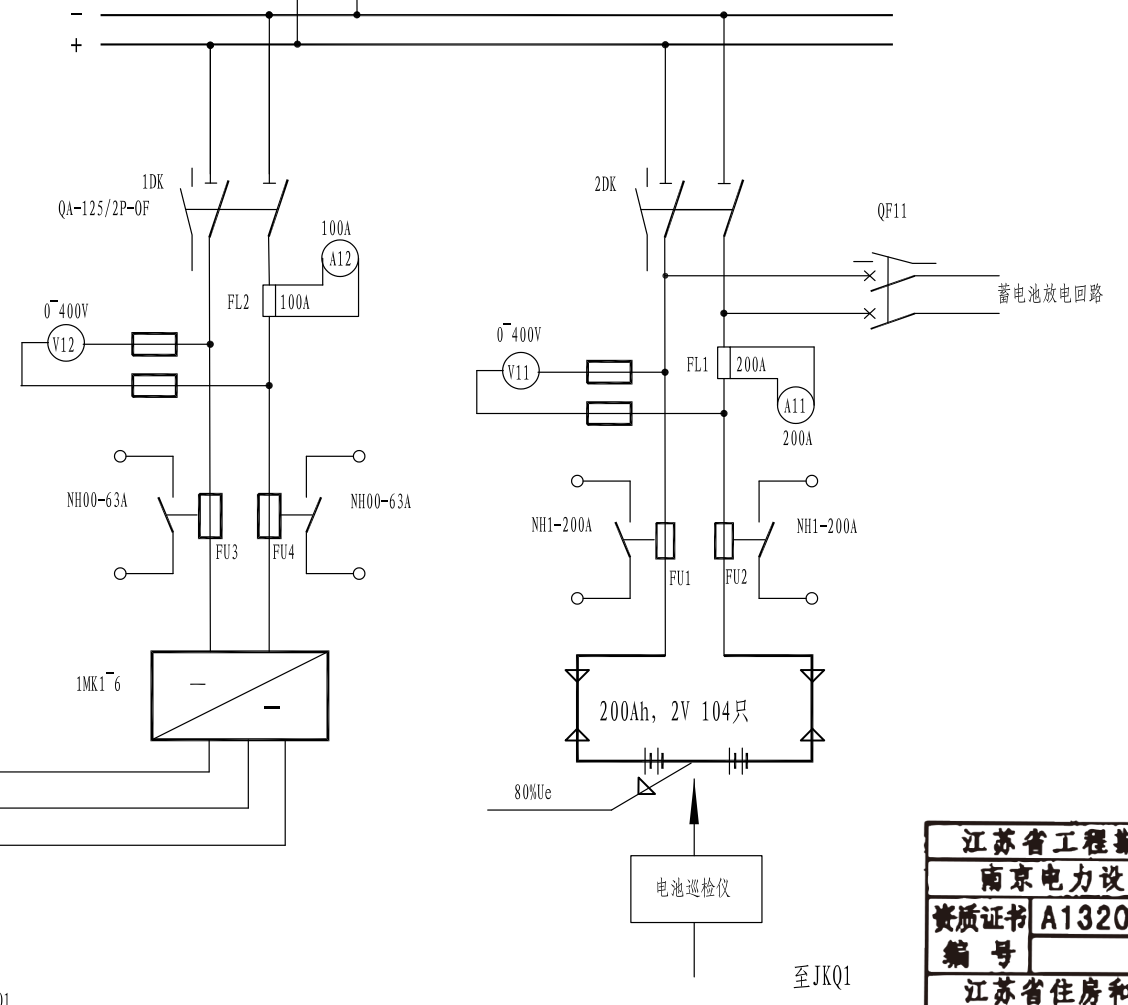 −
+
1DK
2DK
QA-125/2P-OF
QF11
100A
A12
蓄电池放电回路
FL2
100A
0‾400V
V12
0‾400V
V11
FL1
200A
A11
200A
NH00-63A
NH00-63A
NH1-200A
NH1-200A
FU3
FU4
FU1
FU2
1MK1‾6
200Ah, 2V 104只
80%Ue
电池巡检仪
至JKQ1
江苏省工程
南京电力设
资质证书
A1320
编 号
江苏省住房和